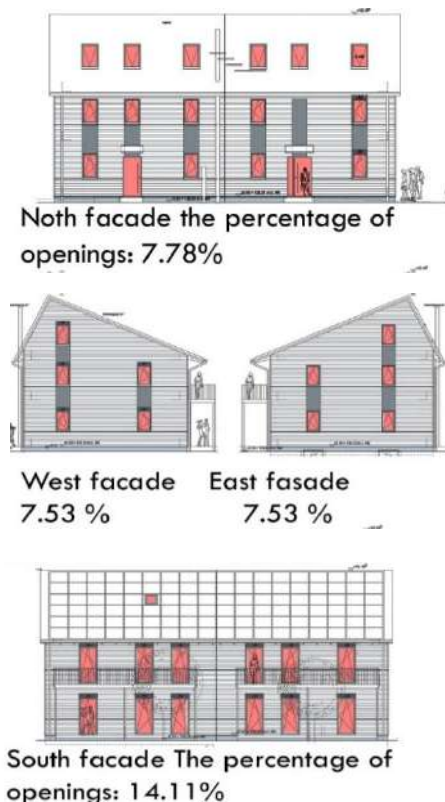 Noth facade the percentage of
openings: 7.78%
West facade East fasade
7.53 % 7.53 %
South facade The percentage of
openings: 14.11%